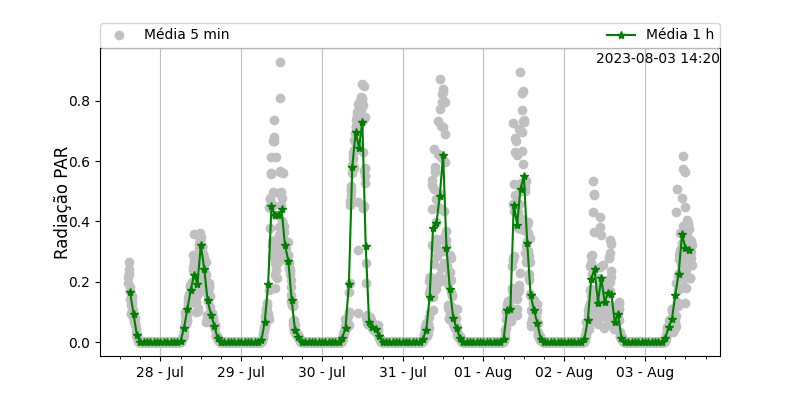 Média 5 min
Média 1 h
2023-08-03 14:20
Radiação PAR
0.8
0.6
0.4
0.2
0.0
28 - Jul
29 - Jul
30 - Jul
31 - Jul
01 - Aug
02 - Aug
03 - Aug